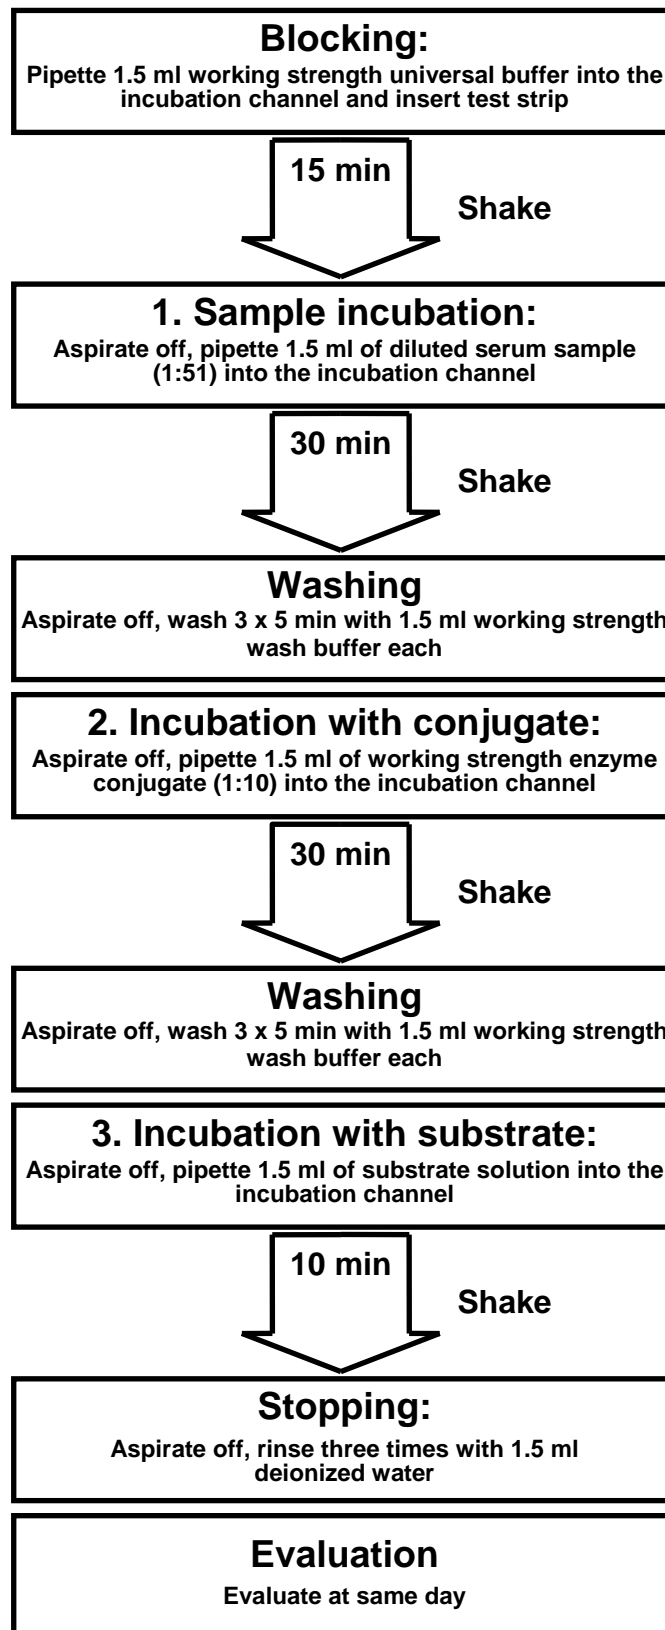 Blocking:
Pipette 1.5 ml working strength universal buffer into the
incubation channel and insert test strip
15 min
Shake
1. Sample incubation:
Aspirate off, pipette 1.5 ml of diluted serum sample
(1:51) into the incubation channel
30 min
Shake
Washing
Aspirate off, wash 3 x 5 min with 1.5 ml working strength
wash buffer each
2. Incubation with conjugate:
Aspirate off, pipette 1.5 ml of working strength enzyme
conjugate (1:10) into the incubation channel
30 min
Shake
Washing
Aspirate off, wash 3 x 5 min with 1.5 ml working strength
wash buffer each
3. Incubation with substrate:
Aspirate off, pipette 1.5 ml of substrate solution into the
incubation channel
10 min
Shake
Stopping:
Aspirate off, rinse three times with 1.5 ml
deionized water
Evaluation
Evaluate at same day